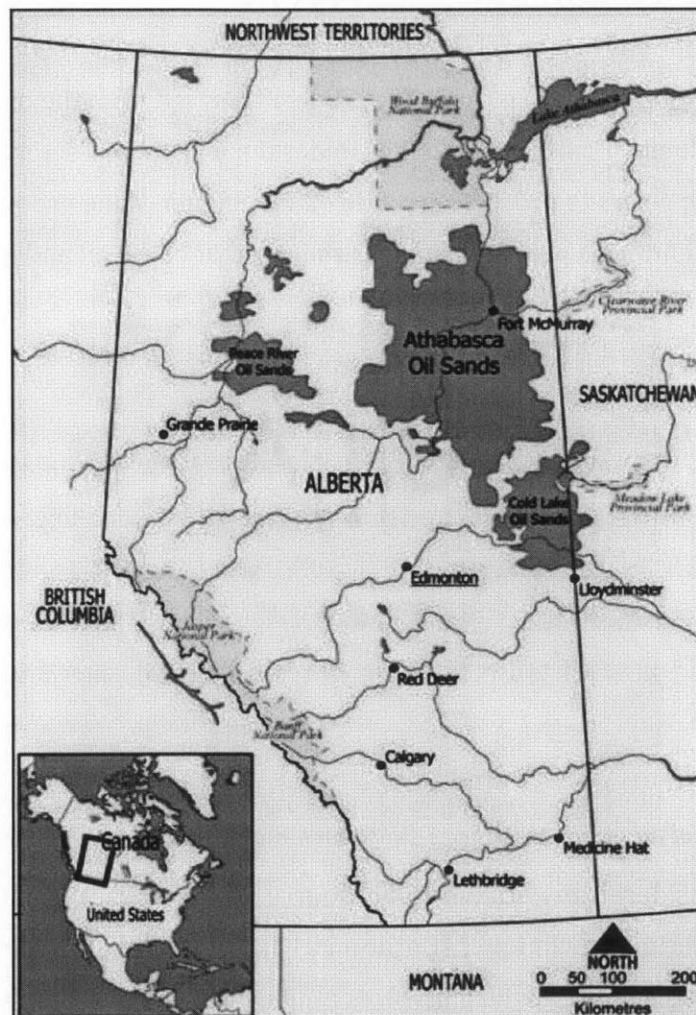 NORTHWEST TERRITORIES
Wood Buffalo
National Park
Lake Athabasca
Clearwave River
Provincial Park
Fort McMurray
Athabasca
Oil Sands
Peace River
Oil Sands
SASKATCHEWAN
Grande Prairie
ALBERTA
Cold Lake
Oil Sands
Meadow Lake
Provincial Park
Edmonton
Lloydminster
BRITISH
COLUMBIA
Jasper
National Park
Red Deer
Banff
National Park
Calgary
Medicine Hat
Lethbridge
Canada
United States
MONTANA
NORTH
0 50 100 200
Kilometres